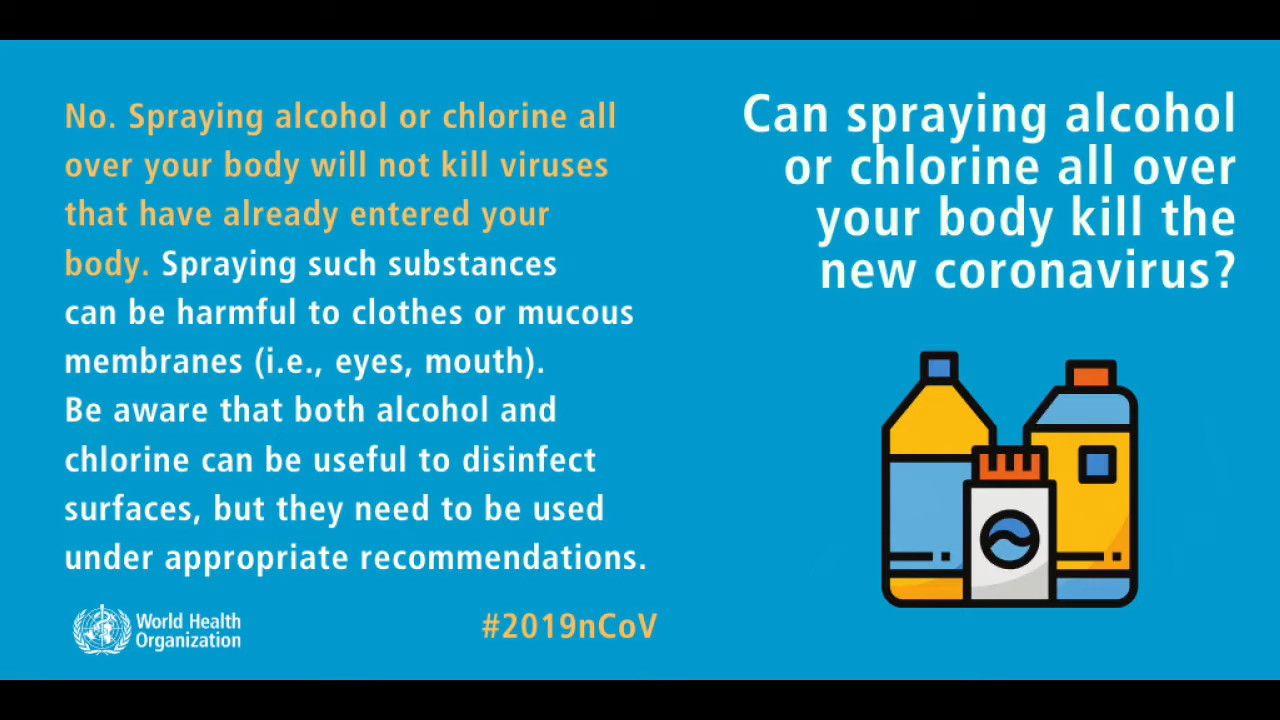 No. Spraying alcohol or chlorine all
over your body will not kill viruses
that have already entered your
body. Spraying such substances
can be harmful to clothes or mucous
membranes (i.e., eyes, mouth).
Be aware that both alcohol and
chlorine can be useful to disinfect
surfaces, but they need to be used
under appropriate recommendations.
World Health
Organization
#2019nCoV
Can spraying alcohol
or chlorine all over
your body kill the
new coronavirus?